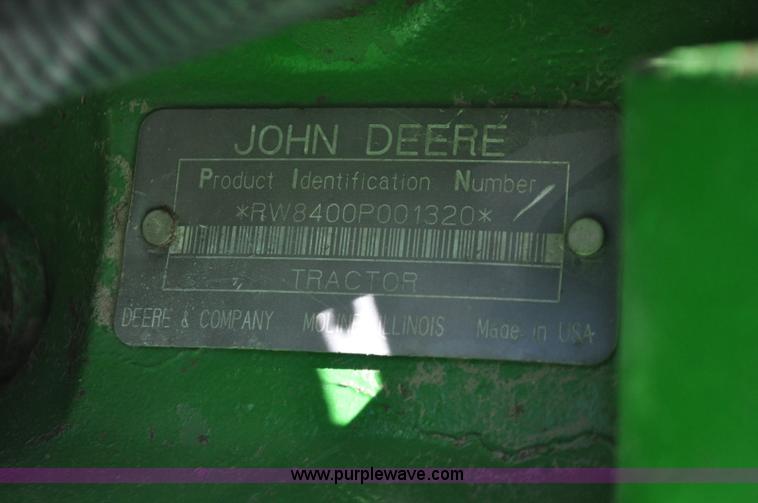 JOHN DEERE
Product Identification Number
*RW8400P001320*
TRACTOR
DEERE & COMPANY MOLINE ILLINOIS Made in USA
www.purplewave.com